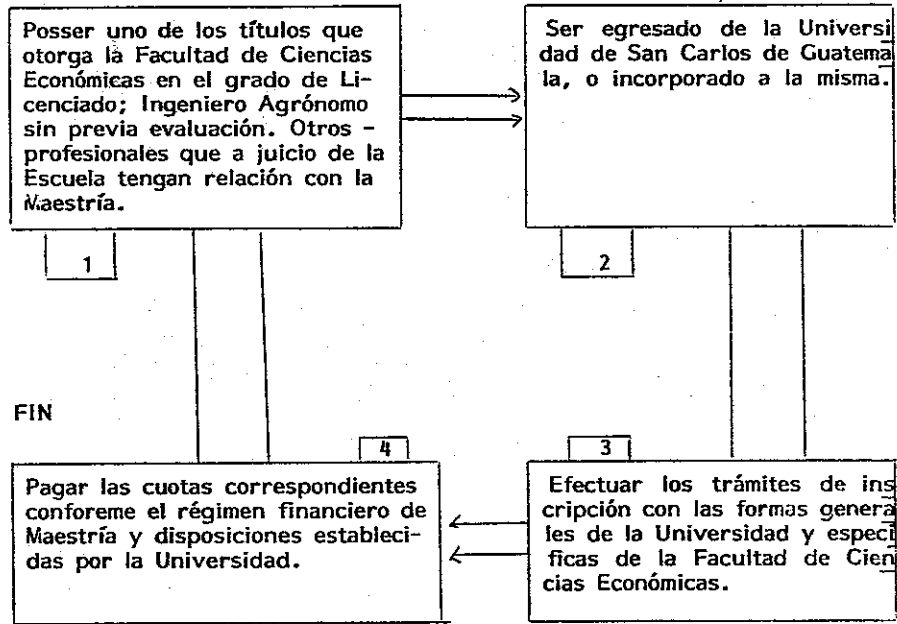 Posser uno de los títulos que
otorga la Facultad de Ciencias
Económicas en el grado de Li-
cenciado; Ingeniero Agrónomo
sin previa evaluación. Otros -
profesionales que a juicio de la
Escuela tengan relación con la
Maestría.
1
Ser egresado de la Universi
dad de San Carlos de Guatema
la, o incorporado a la misma.
2
FIN
4
Pagar las cuotas correspondientes
conforeme el régimen financiero de
Maestría y disposiciones estableci-
das por la Universidad.
3
Efectuar los trámites de ins
cripción con las formas genera
les de la Universidad y especi
ficas de la Facultad de Cien
cias Económicas.